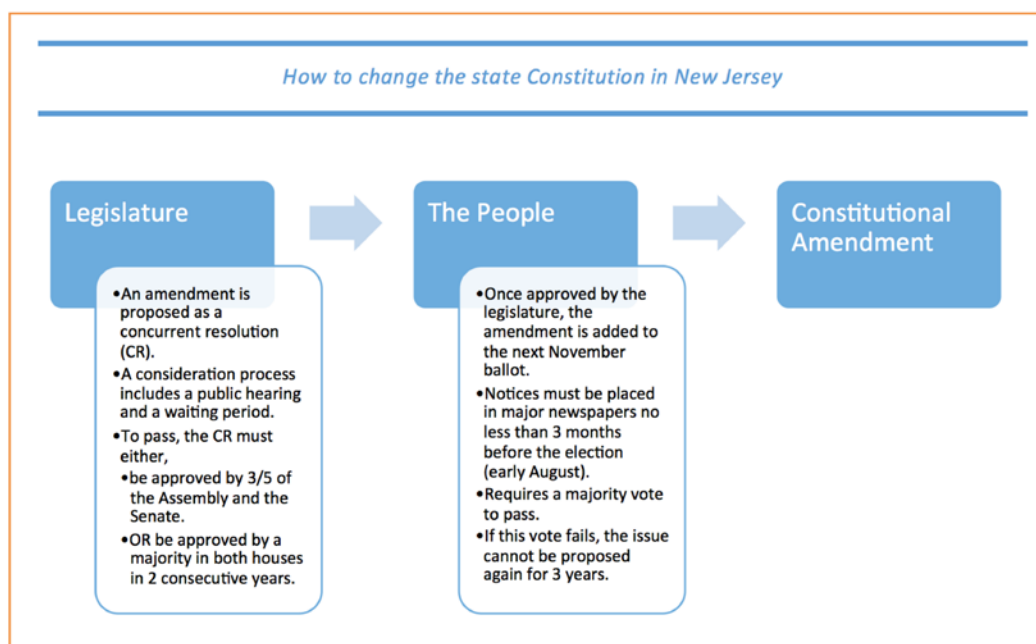 How to change the state Constitution in New Jersey
Legislature
•An amendment is
proposed as a
concurrent resolution
(CR).
•A consideration process
includes a public hearing
and a waiting period.
•To pass, the CR must
either,
•be approved by 3/5 of
the Assembly and the
Senate.
•OR be approved by a
majority in both houses
in 2 consecutive years.
The People
•Once approved by the
legislature, the
amendment is added to
the next November
ballot.
•Notices must be placed
in major newspapers no
less than 3 months
before the election
(early August).
•Requires a majority vote
to pass.
•If this vote fails, the issue
cannot be proposed
again for 3 years.
Constitutional
Amendment